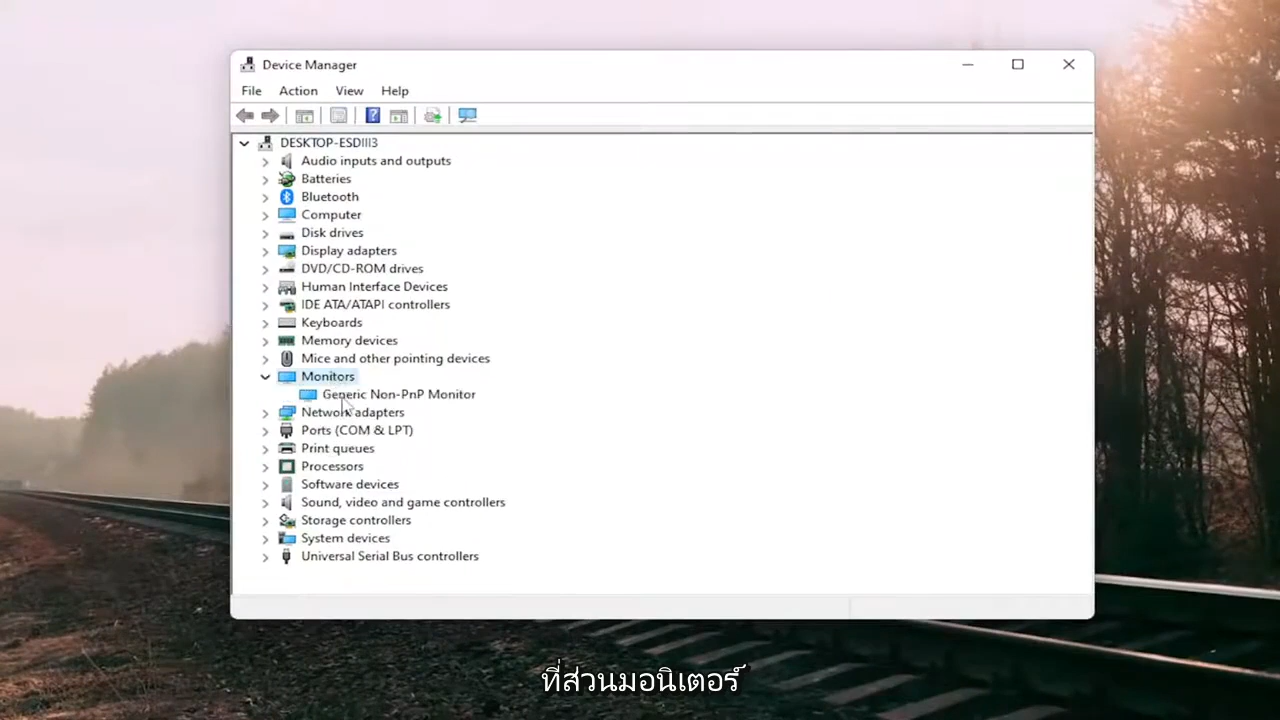 Device Manager
File Action View Help
DESKTOP-ESDIII3
Audio inputs and outputs
Batteries
Bluetooth
Computer
Disk drives
Display adapters
DVD/CD-ROM drives
Human Interface Devices
IDE ATA/ATAPI controllers
Keyboards
Memory devices
Mice and other pointing devices
Monitors
Generic Non-PnP Monitor
Network adapters
Ports (COM & LPT)
Print queues
Processors
Software devices
Sound, video and game controllers
Storage controllers
System devices
Universal Serial Bus controllers
ที่ส่วนมอนิเตอร์